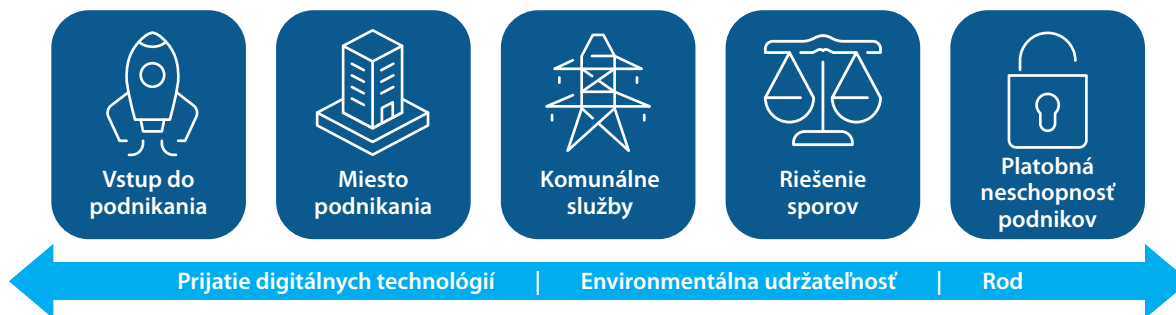 Vstup do
podnikania
Miesto
podnikania
Komunálne
služby
Riešenie
sporov
Platobná
neschopnosť
podnikov
Prijatie digitálnych technológií | Environmentálna udržateľnosť | Rod